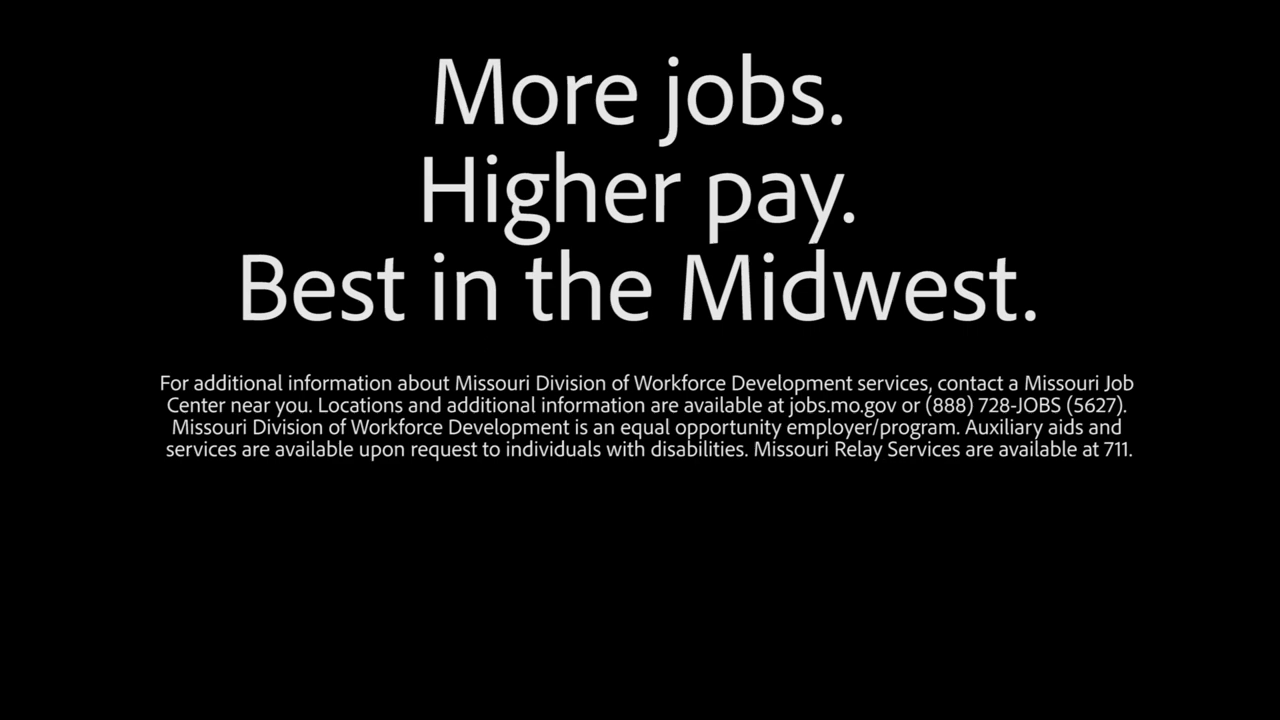 More jobs.
Higher pay.
Best in the Midwest.
For additional information about Missouri Division of Workforce Development services, contact a Missouri Job
Center near you. Locations and additional information are available at jobs.mo.gov or (888) 728-JOBS (5627).
Missouri Division of Workforce Development is an equal opportunity employer/program. Auxiliary aids and
services are available upon request to individuals with disabilities. Missouri Relay Services are available at 711.